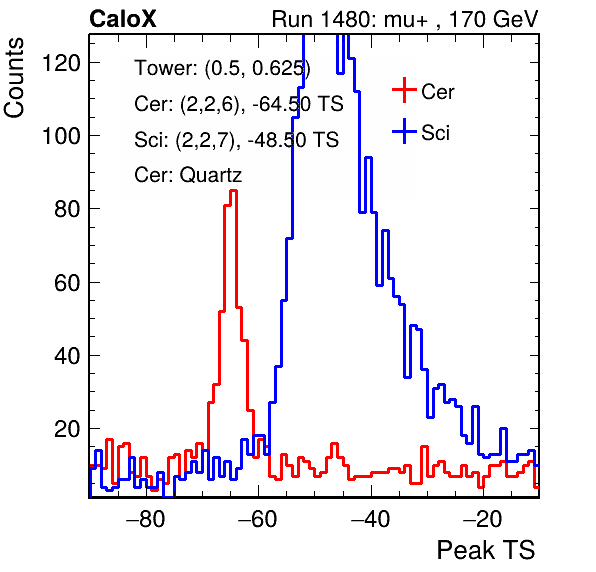 CaloX Run 1480: mu+ , 170 GeV
Counts
120
100
80
60
40
20
Tower: (0.5, 0.625)
Cer: (2,2,6), -64.50 TS
Sci: (2,2,7), -48.50 TS
Cer: Quartz
Cer
Sci
−80 −60 −40 −20
Peak TS